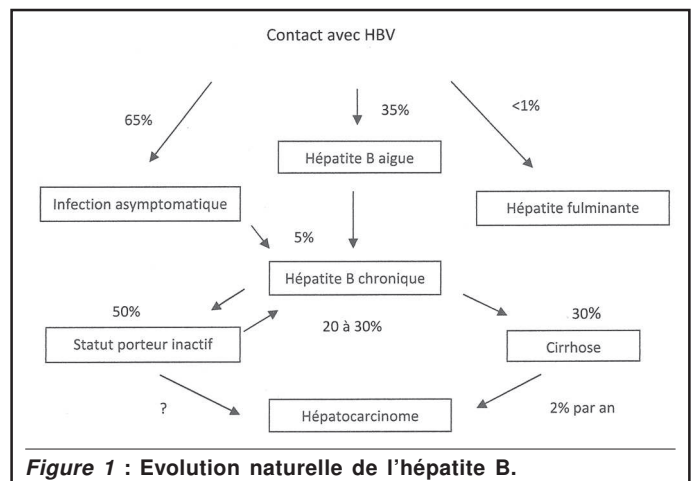 Contact avec HBV
65%
35%
<1%
Hépatite B aigue
Infection asymptomatique
Hépatite fulminante
5%
Hépatite B chronique
50%
20 à 30%
30%
Statut porteur inactif
Cirrhose
?
2% par an
Hépatocarcinome
Figure 1 : Evolution naturelle de l'hépatite B.